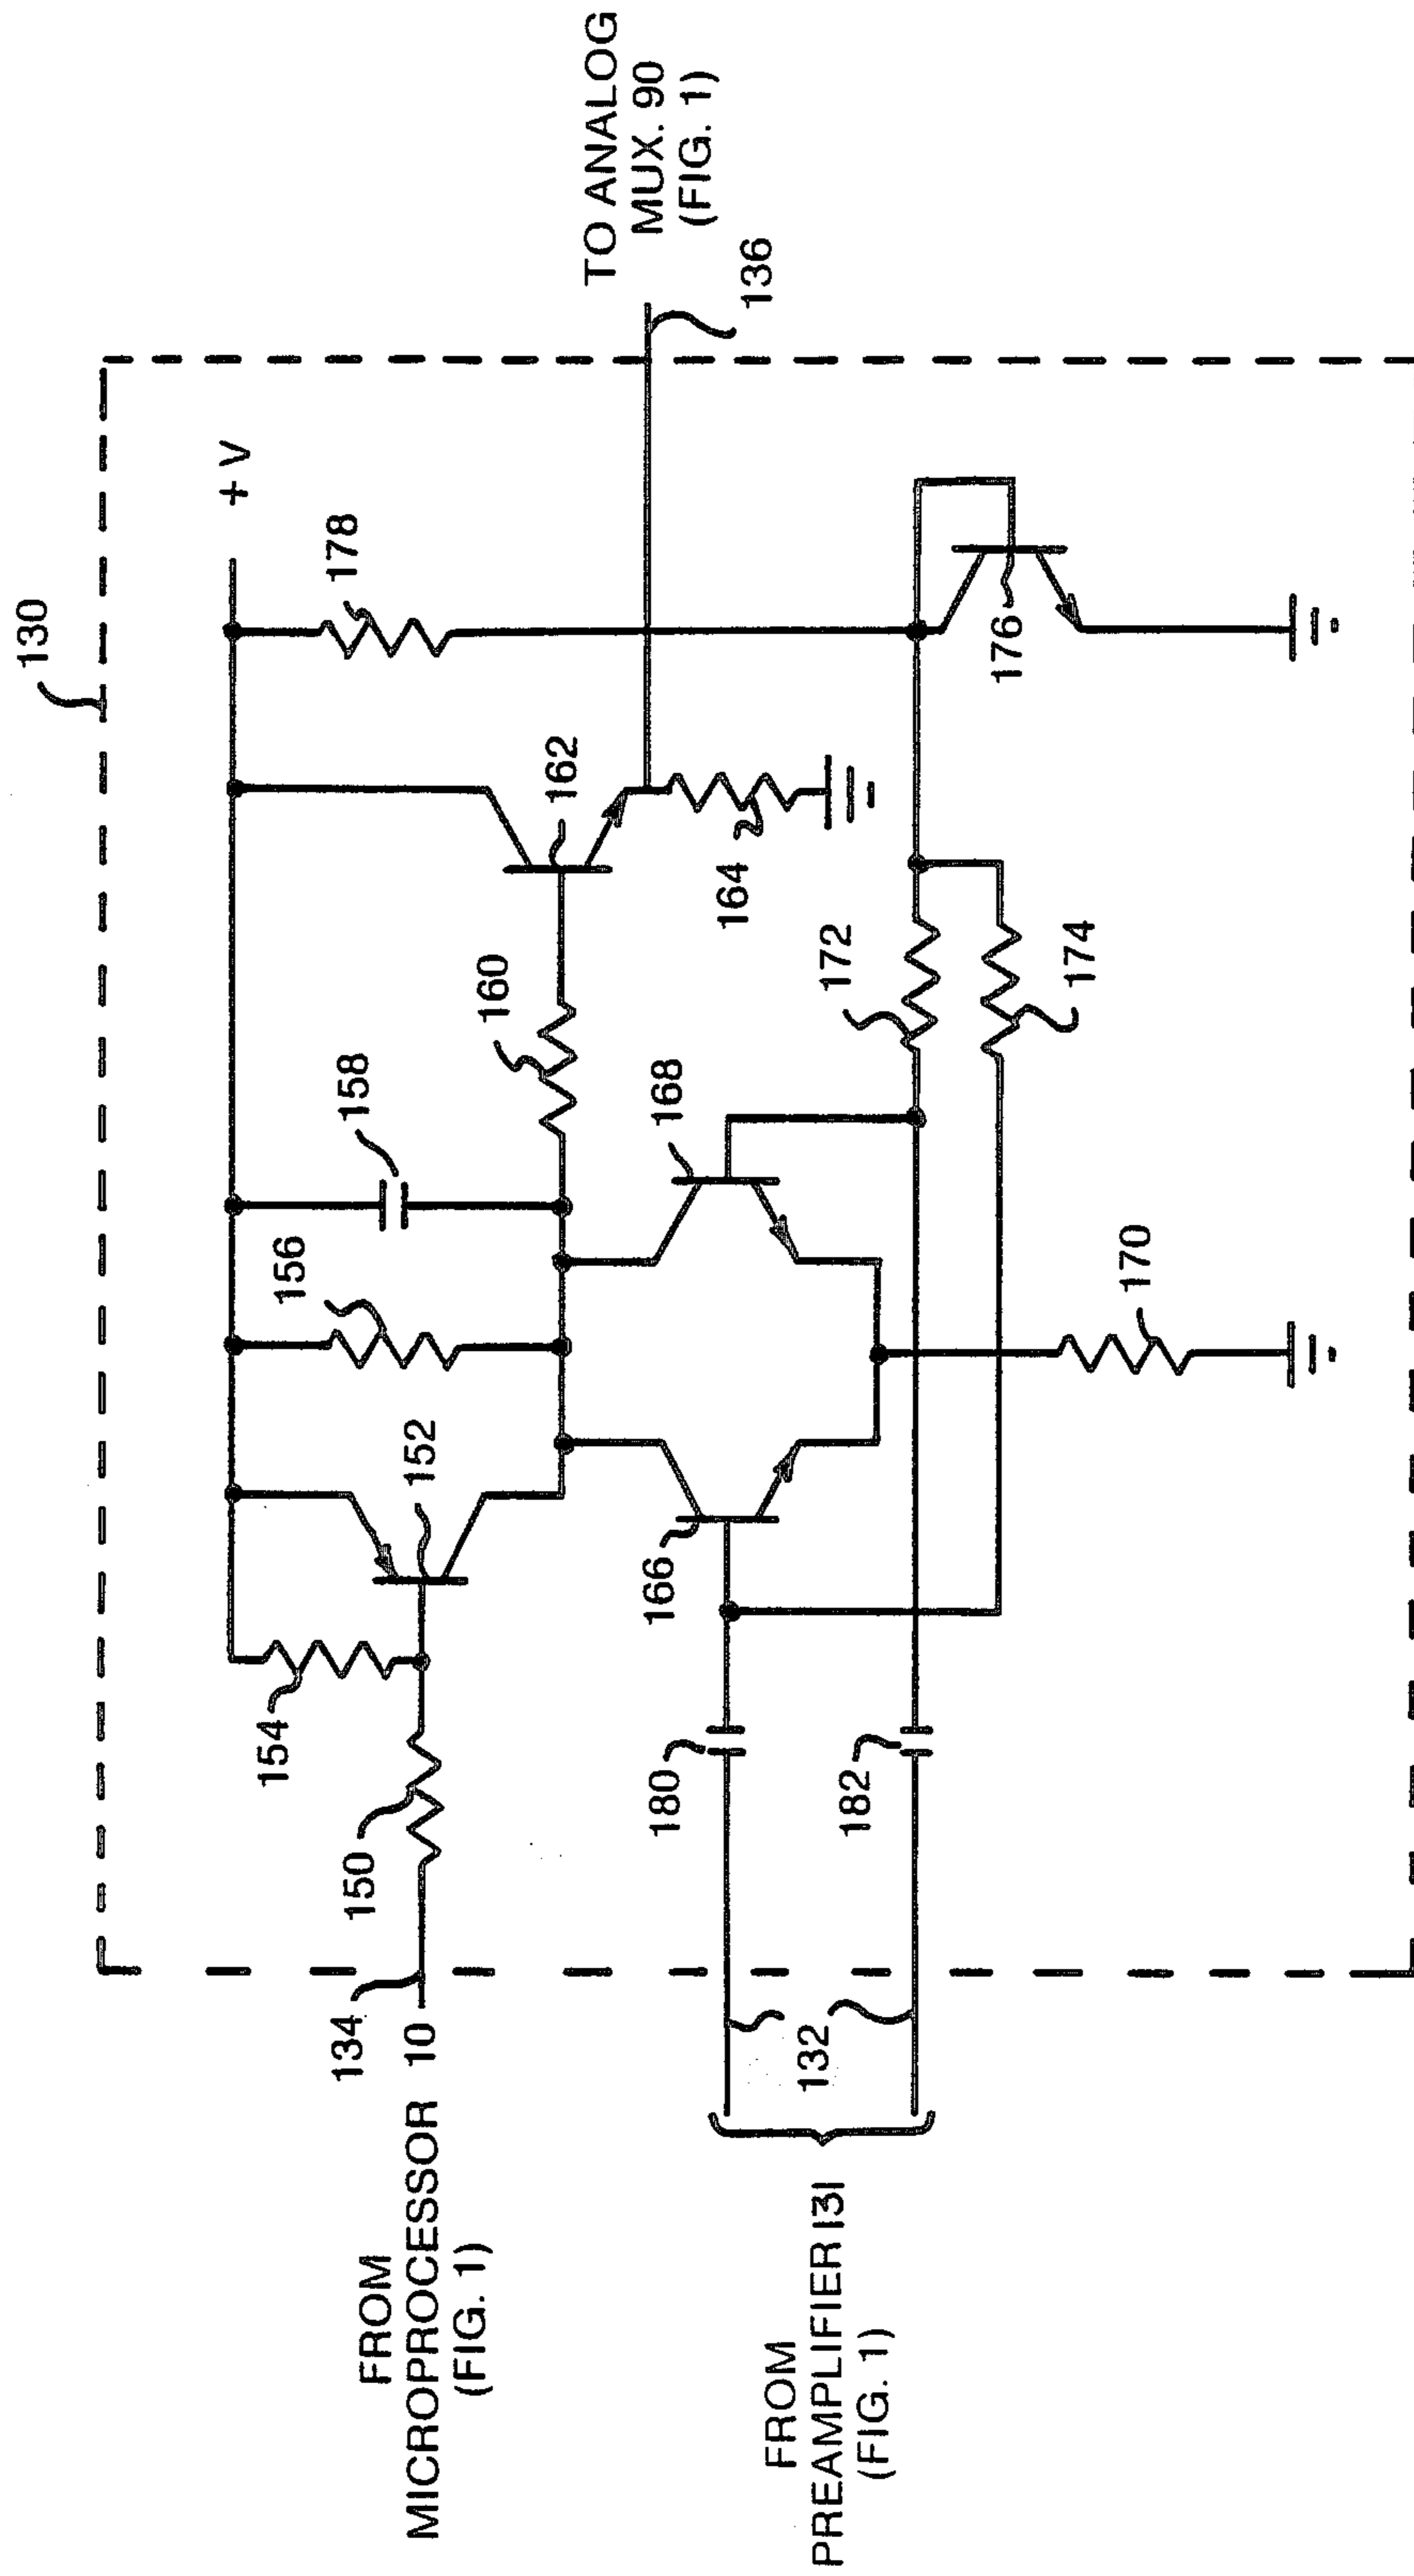 130
+ V
178
154
152
156
158
134
150
FROM
MICROPROCESSOR 10
(FIG. 1)
160
162
164
TO ANALOG
MUX. 90
(FIG. 1)
136
166
168
172
174
176
180
182
132
170
FROM
PREAMPLIFIER 131
(FIG. 1)